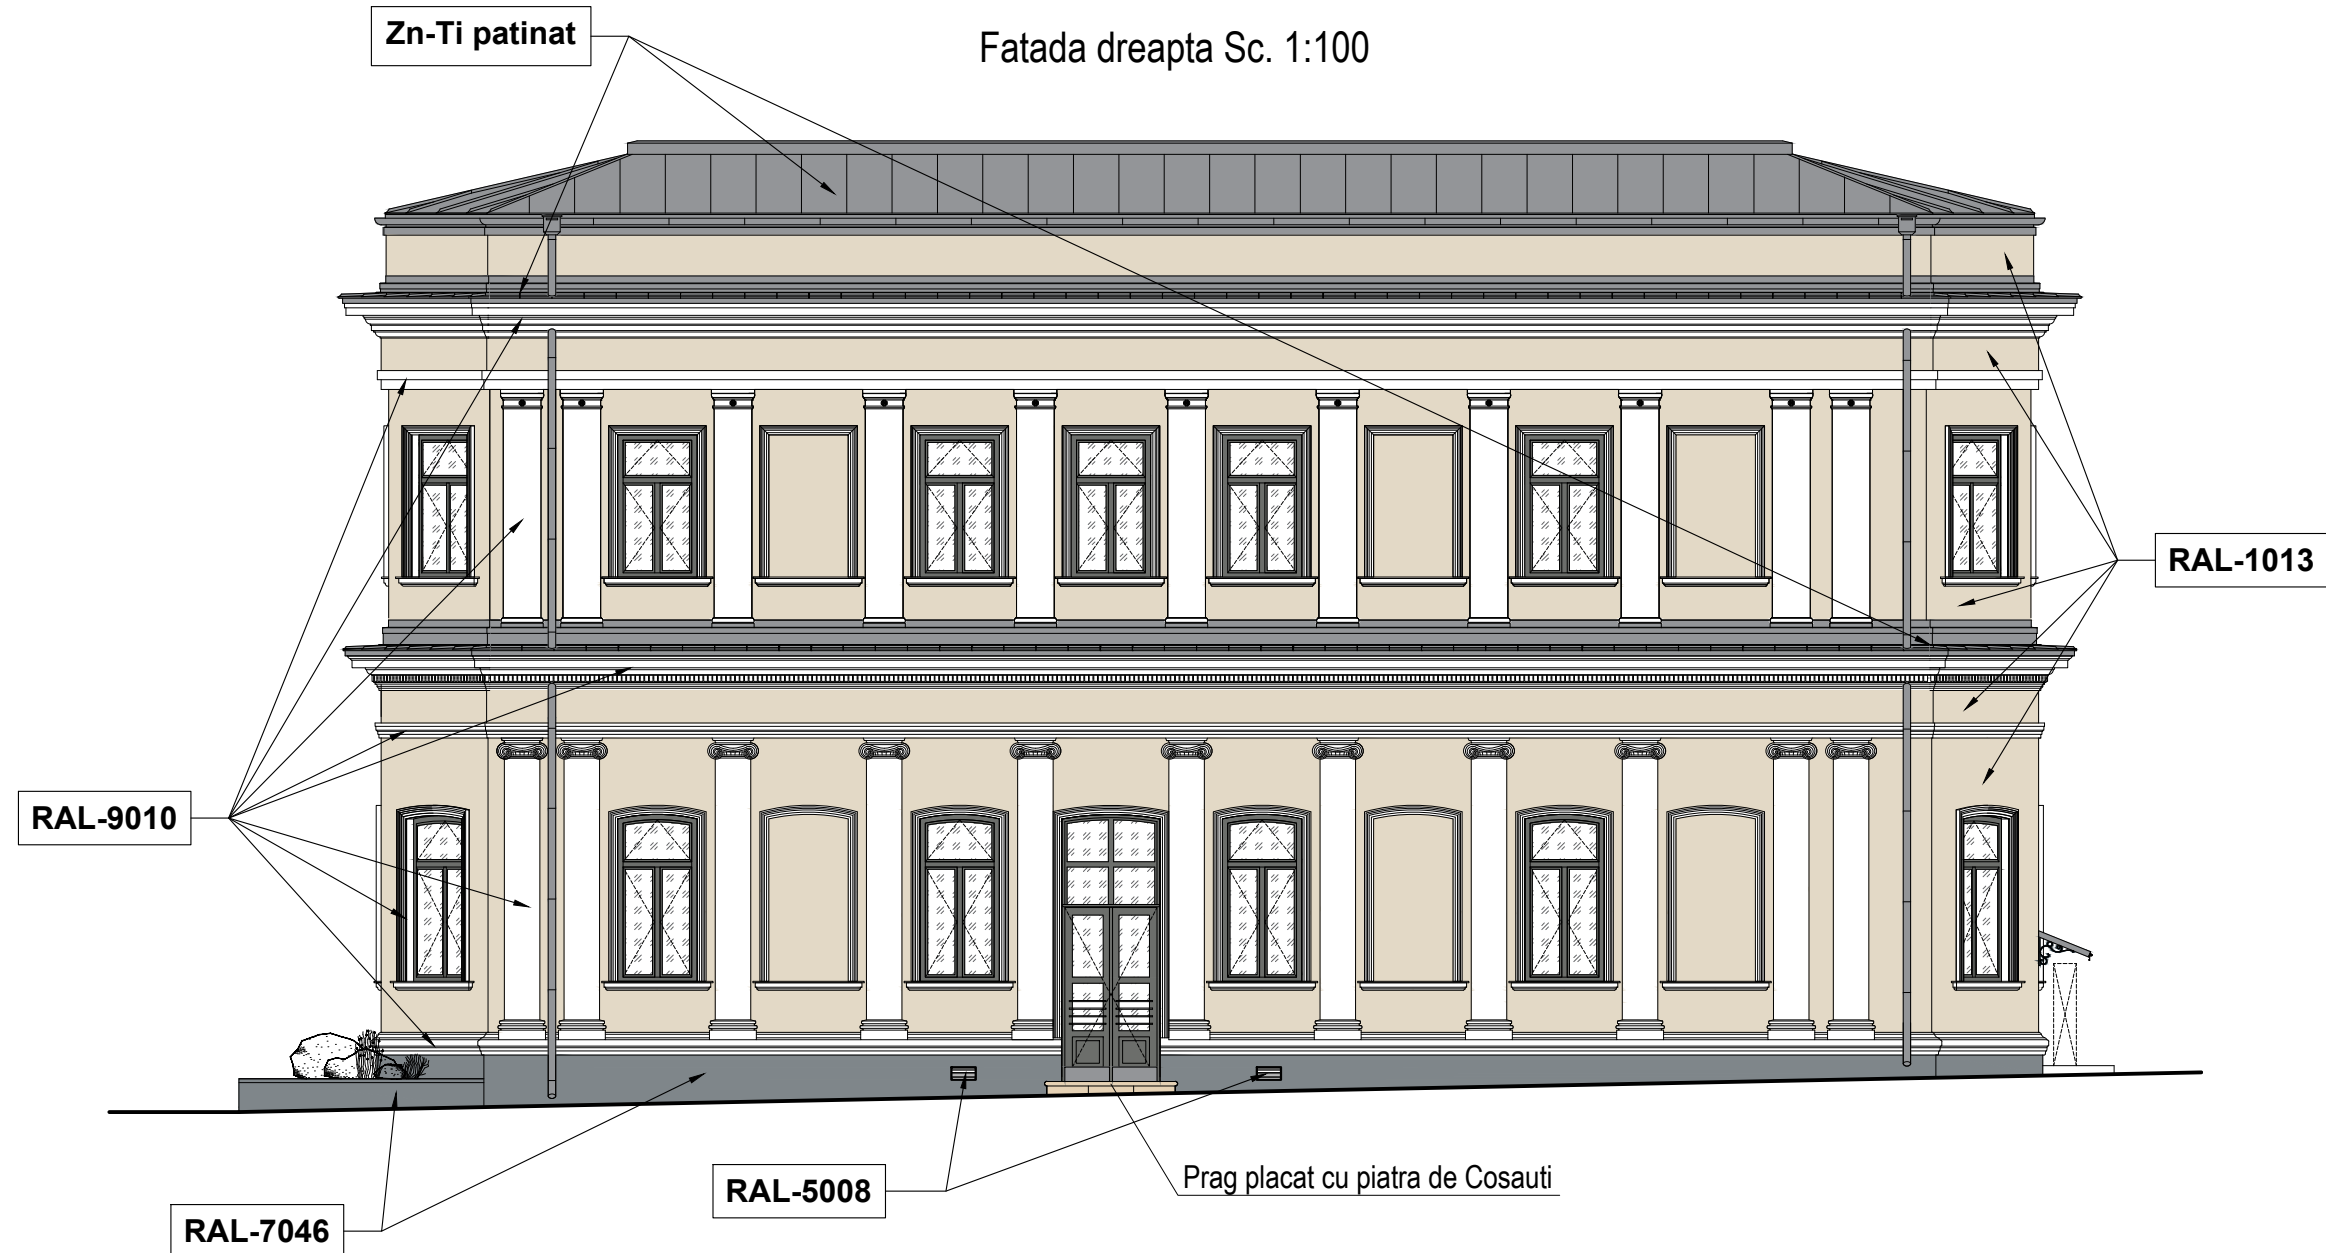 Zn-Ti patinat
Fatada dreapta Sc. 1:100
RAL-1013
RAL-9010
RAL-5008
Prag placat cu piatra de Cosauti
RAL-7046